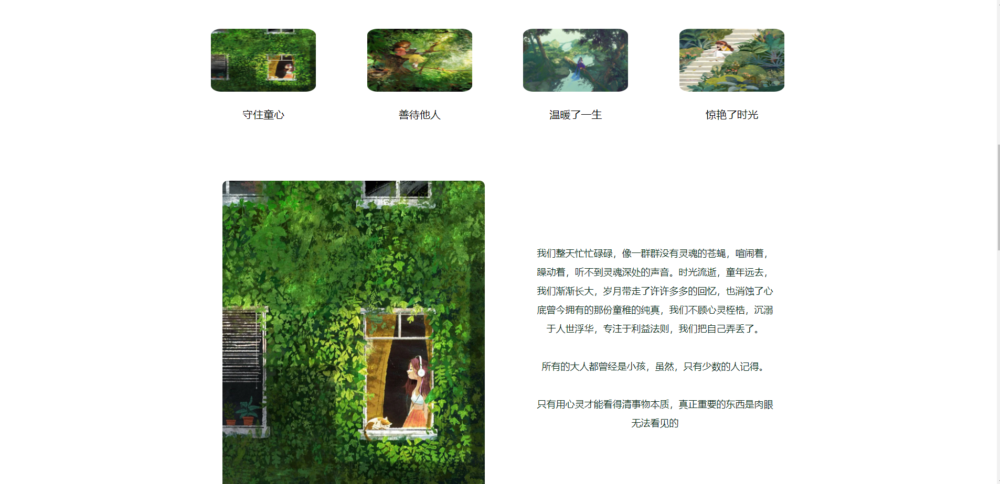 守住童心
善待他人
温暖了一生
惊艳了时光
我们整天忙忙碌碌，像一群群没有灵魂的苍蝇，喧闹着，
躁动着，听不到灵魂深处的声音。时光流逝，童年远去，
我们渐渐长大，岁月带走了许许多多的回忆，也消蚀了心
底曾今拥有的那份童稚的纯真，我们不顾心灵桎梏，沉溺
于人世浮华，专注于利益法则，我们把自己弄丢了。
所有的大人都曾经是小孩，虽然，只有少数的人记得。
只有用心灵才能看得清事物本质，真正重要的东西是肉眼
无法看见的